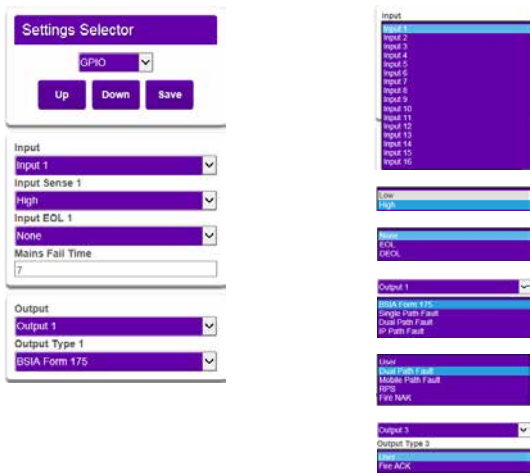 Settings Selector
GPIO
Up Down Save
Input
Input 1
Input Sense 1
High
Input EOL 1
None
Mains Fail Time
7
Output
Output 1
Output Type 1
BSIA Form 175
Input
Input 1
Input 2
Input 3
Input 4
Input 5
Input 6
Input 7
Input 8
Input 9
Input 10
Input 11
Input 12
Input 13
Input 14
Input 15
Input 16
Low
High
None
EOL
DEOL
Output 1
BSIA Form 175
Single Path Fault
Dual Path Fault
IP Path Fault
User
Dual Path Fault
Mobile Path Fault
RPS
Fire NAK
Output 3
Output Type 3
User
Fire ACK